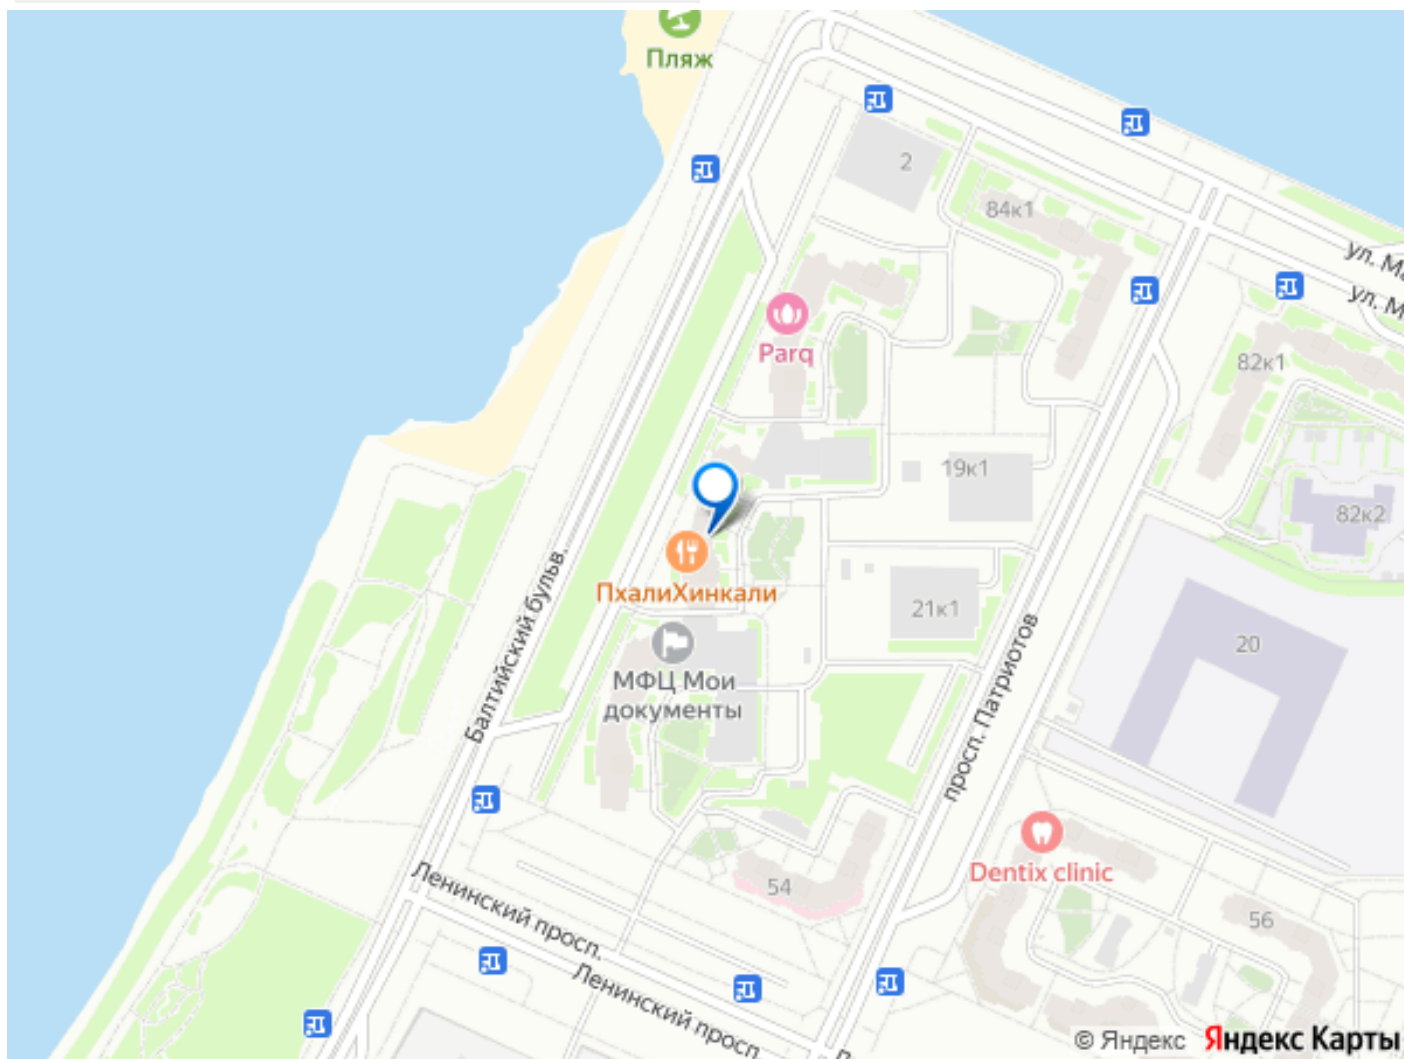 Пляж
2
84к1
ул. Ма
ул. М
Parq
82к1
19к1
82к2
Балтийский бульв.
ПхалиХинкали
21к1
20
МФЦ Мои
документы
просп. Патриотов
Dentix clinic
54
56
Ленинский просп.
Ленинский просп.
© Яндекс Яндекс Карты